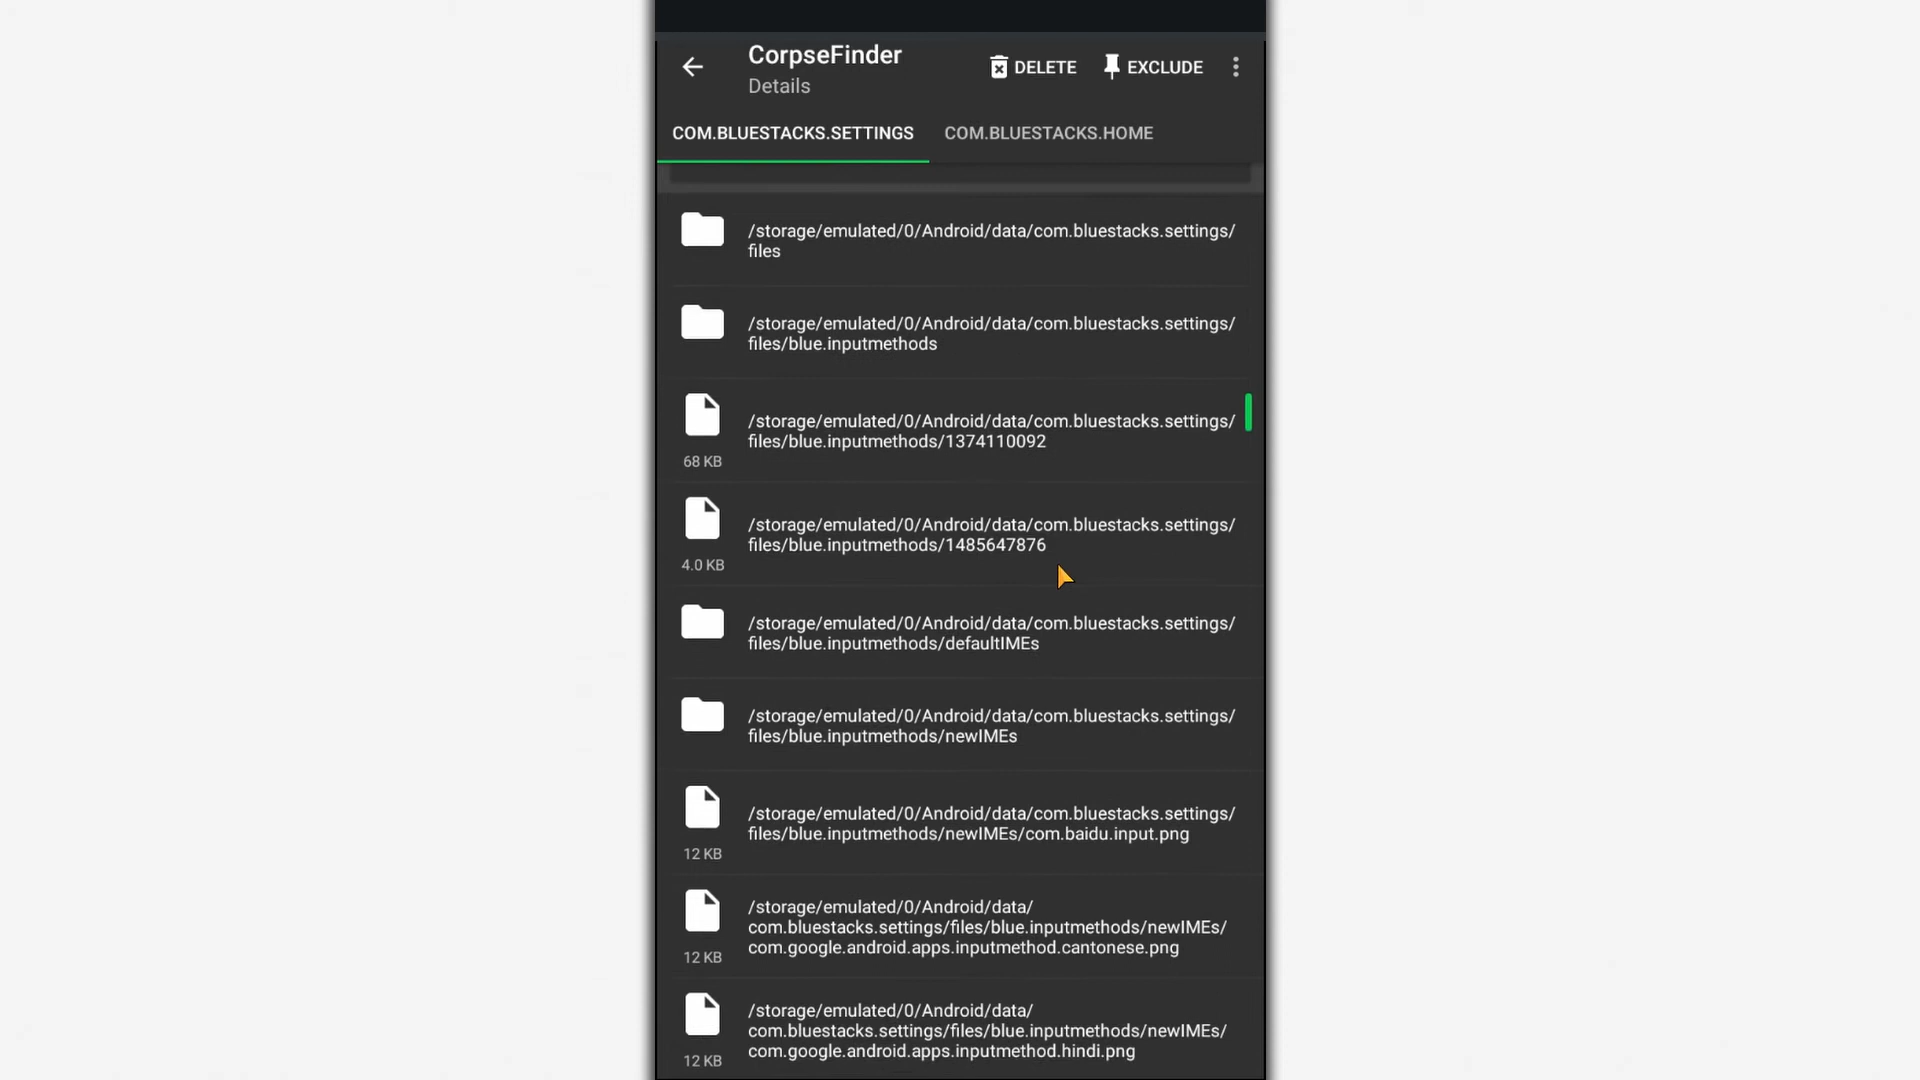 CorpseFinder
Details
DELETE
EXCLUDE
COM.BLUESTACKS.SETTINGS
COM.BLUESTACKS.HOME
/storage/emulated/0/Android/data/com.bluestacks.settings/
files
/storage/emulated/0/Android/data/com.bluestacks.settings/
files/blue.inputmethods
/storage/emulated/0/Android/data/com.bluestacks.settings/
files/blue.inputmethods/1374110092
68 KB
/storage/emulated/0/Android/data/com.bluestacks.settings/
files/blue.inputmethods/1485647876
4.0 KB
/storage/emulated/0/Android/data/com.bluestacks.settings/
files/blue.inputmethods/defaultIMEs
/storage/emulated/0/Android/data/com.bluestacks.settings/
files/blue.inputmethods/newIMEs
/storage/emulated/0/Android/data/com.bluestacks.settings/
files/blue.inputmethods/newIMEs/com.baidu.input.png
12 KB
/storage/emulated/0/Android/data/
com.bluestacks.settings/files/blue.inputmethods/newIMEs/
com.google.android.apps.inputmethod.cantonese.png
12 KB
/storage/emulated/0/Android/data/
com.bluestacks.settings/files/blue.inputmethods/newIMEs/
com.google.android.apps.inputmethod.hindi.png
12 KB